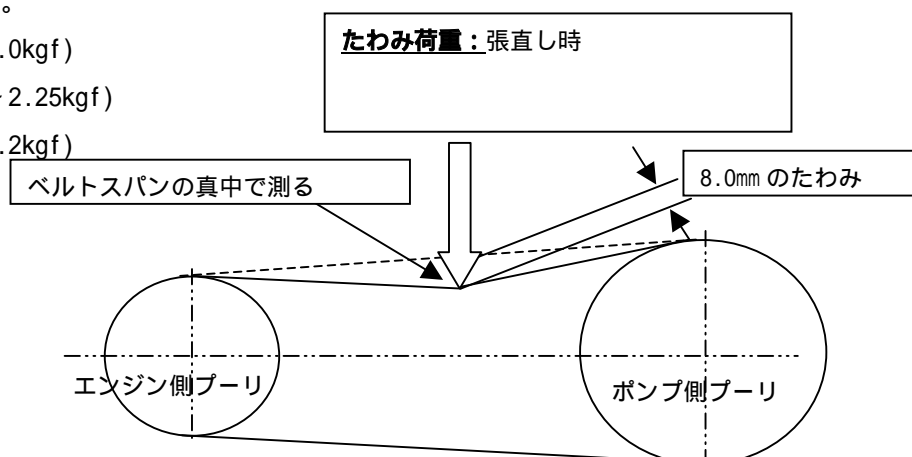 。
.0kgf)
2.25kgf)
.2kgf)
たわみ荷重：張直し時
ベルトスパンの真中で測る
8.0mm のたわみ
エンジン側プーリ
ポンプ側プーリ